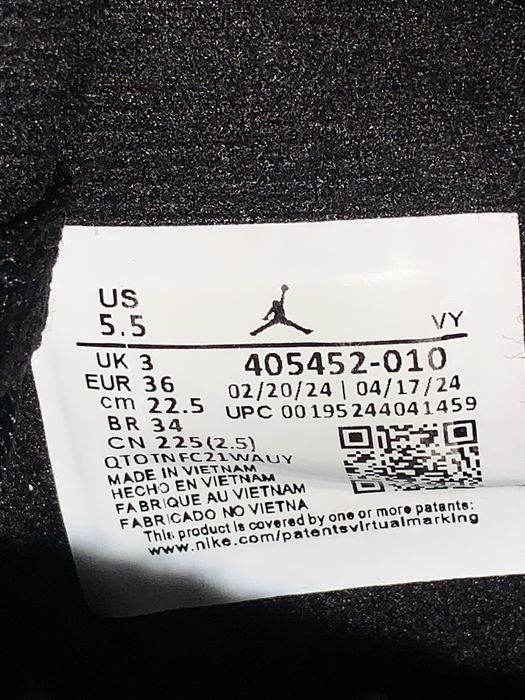 US
5.5
VY
UK 3
EUR 36
cm 22.5
BR 34
CN 225(2.5)
405452-010
02/20/24 | 04/17/24
UPC 00195244041459
QTOTNFC21WAUY
MADE IN VIETNAM
HECHO EN VIETNAM
FABRIQUE AU VIETNAM
FABRICADO NO VIETNA
This product is covered by one or more patents:
www.nike.com/patentsvirtualmarking